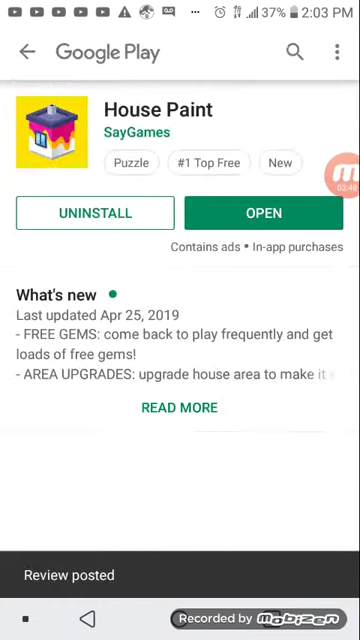 37% 2:03 PM
Google Play
House Paint
SayGames
Puzzle #1 Top Free New
03:48
UNINSTALL OPEN
Contains ads • In-app purchases
What's new
Last updated Apr 25, 2019
- FREE GEMS: come back to play frequently and get
loads of free gems!
- AREA UPGRADES: upgrade house area to make it
READ MORE
Review posted
Recorded by mobizen